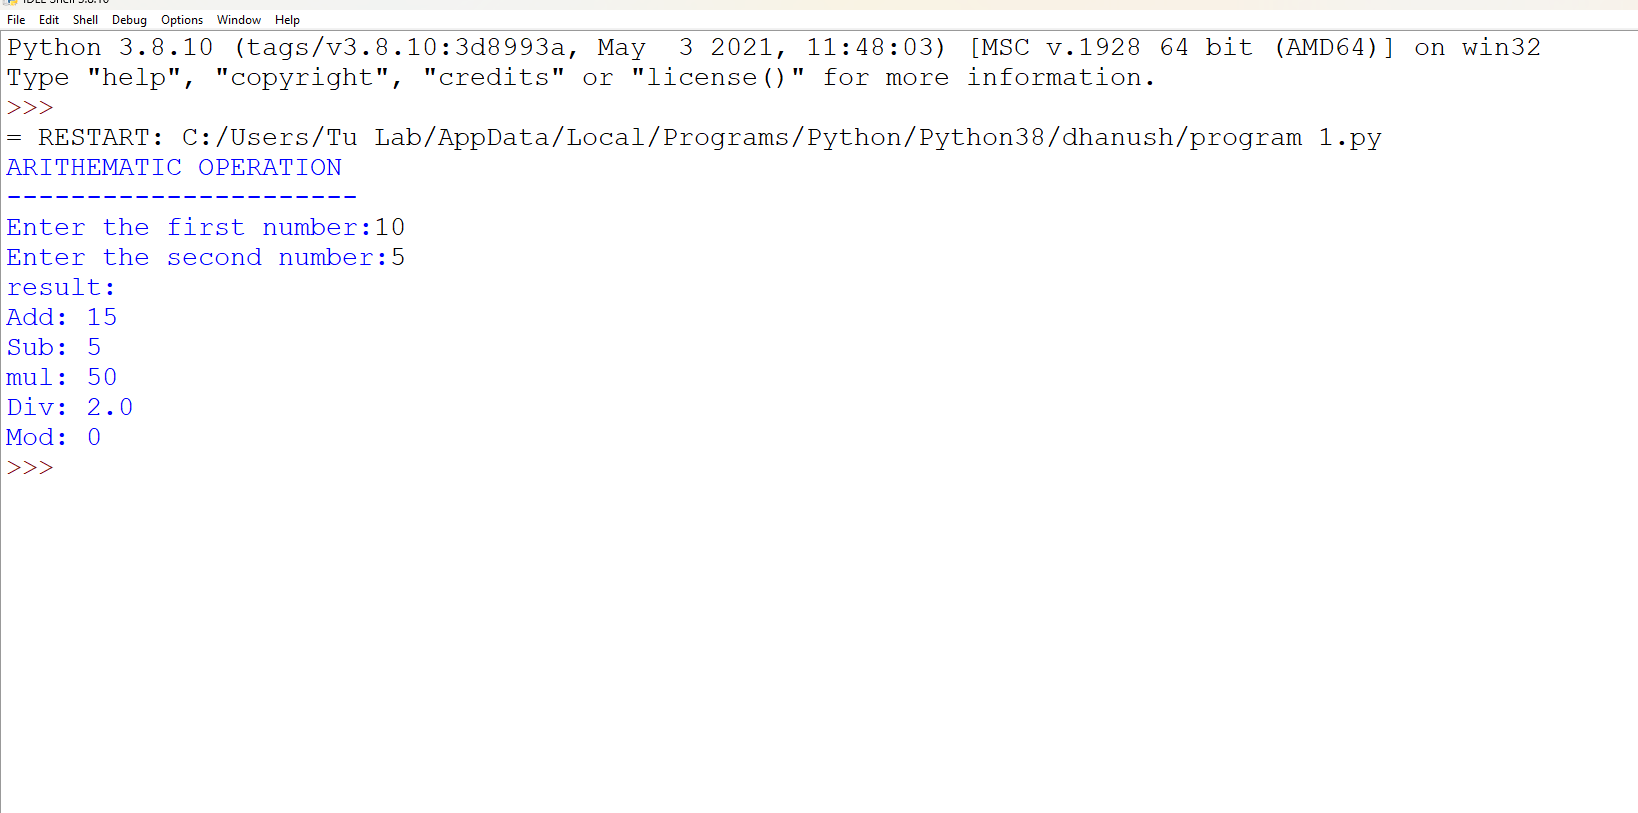 File Edit Shell Debug Options Window Help
Python 3.8.10 (tags/v3.8.10:3d8993a, May  3 2021, 11:48:03) [MSC v.1928 64 bit (AMD64)] on win32
Type "help", "copyright", "credits" or "license()" for more information.
>>>
= RESTART: C:/Users/Tu Lab/AppData/Local/Programs/Python/Python38/dhanush/program 1.py
ARITHEMATIC OPERATION
----------------------
Enter the first number:10
Enter the second number:5
result:
Add: 15
Sub: 5
mul: 50
Div: 2.0
Mod: 0
>>>